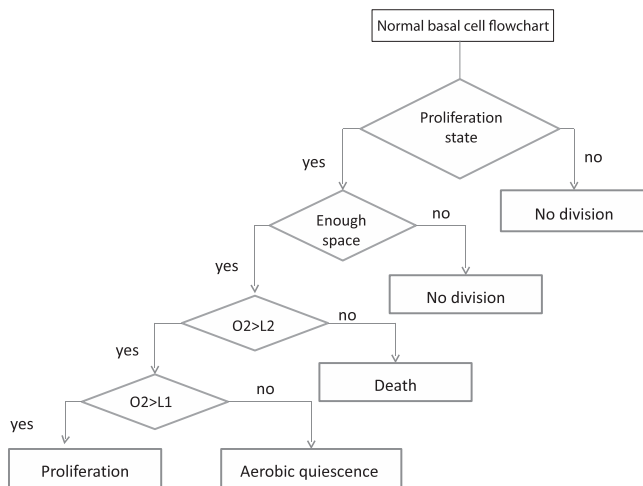 Normal basal cell flowchart
Proliferation
state
yes
no
No division
Enough
space
yes
no
No division
O2>L2
yes
no
Death
O2>L1
yes
no
Proliferation
Aerobic quiescence